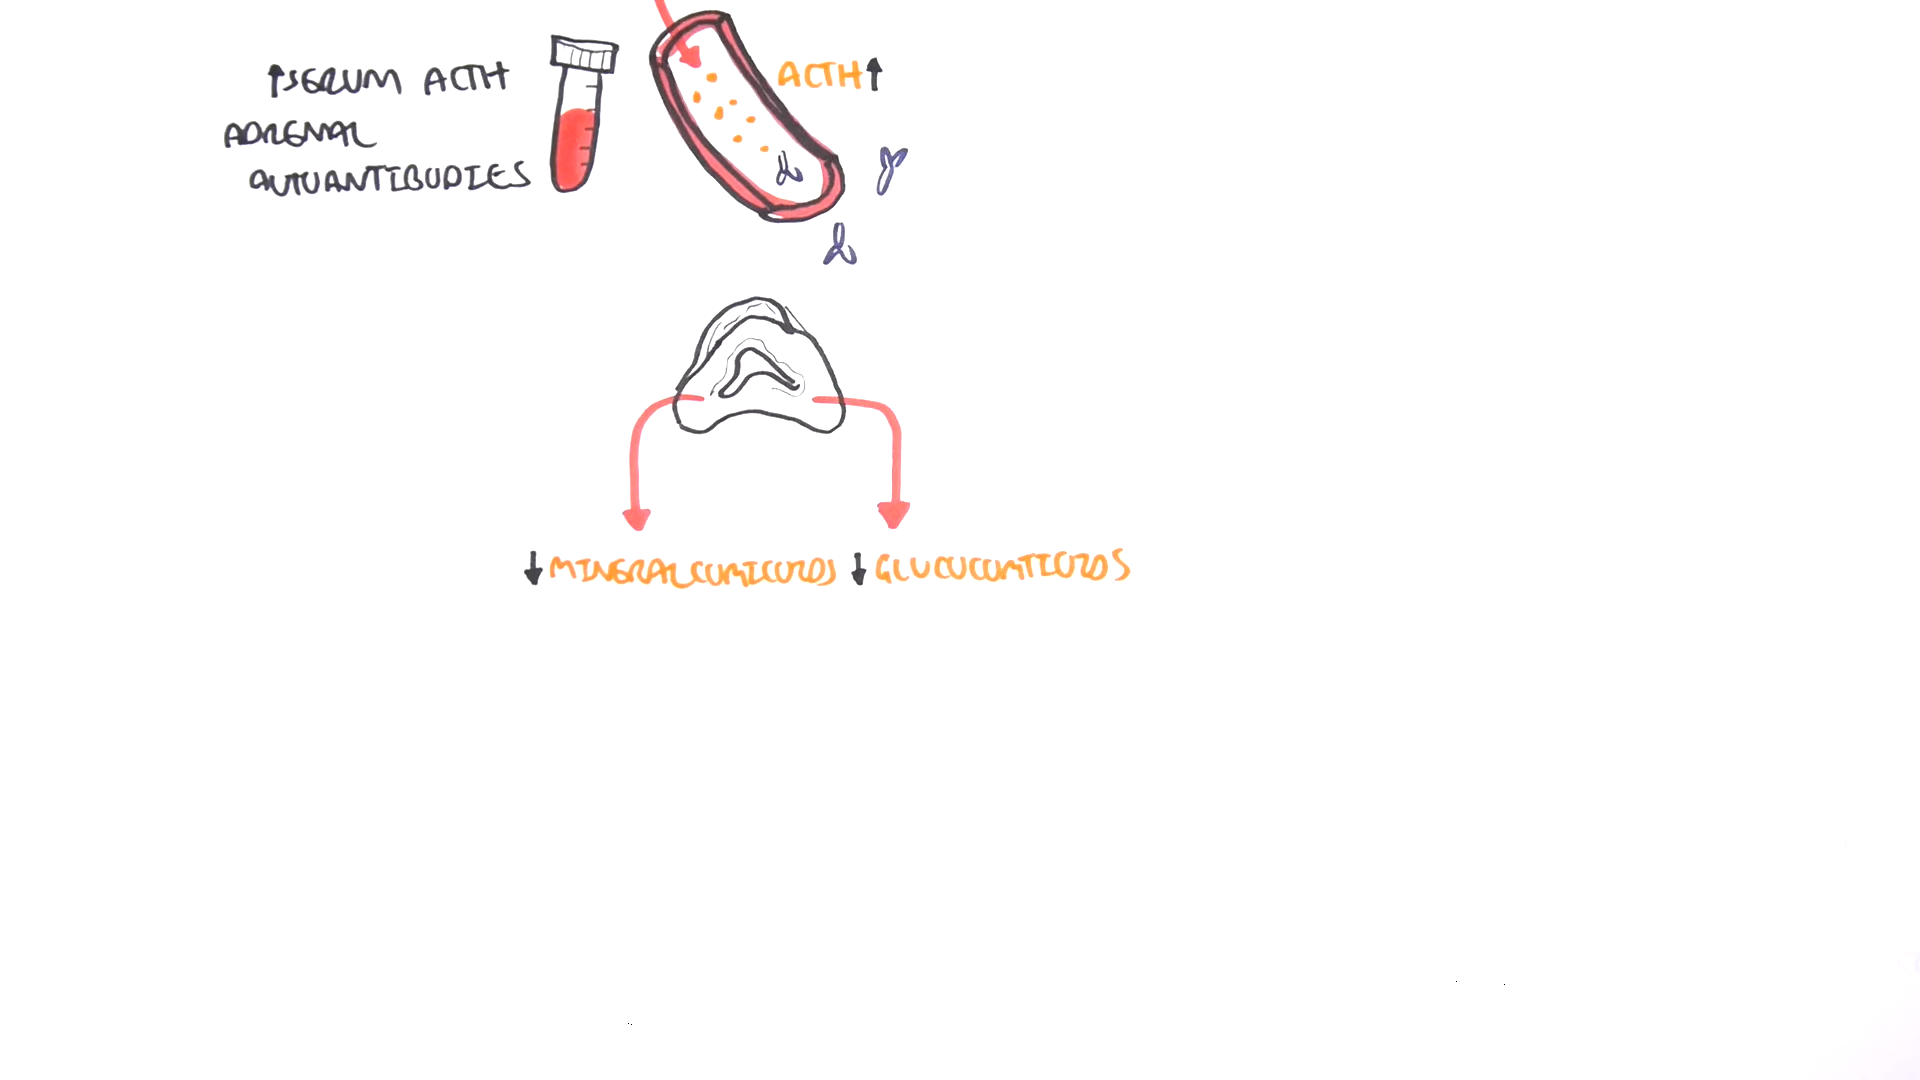 ↑SERUM ACTH
ACTH↑
ADRENAL
AUTOANTIBODIES
↓ MINERALCORTICOIDS ↓ GLUCOCORTICOIDS